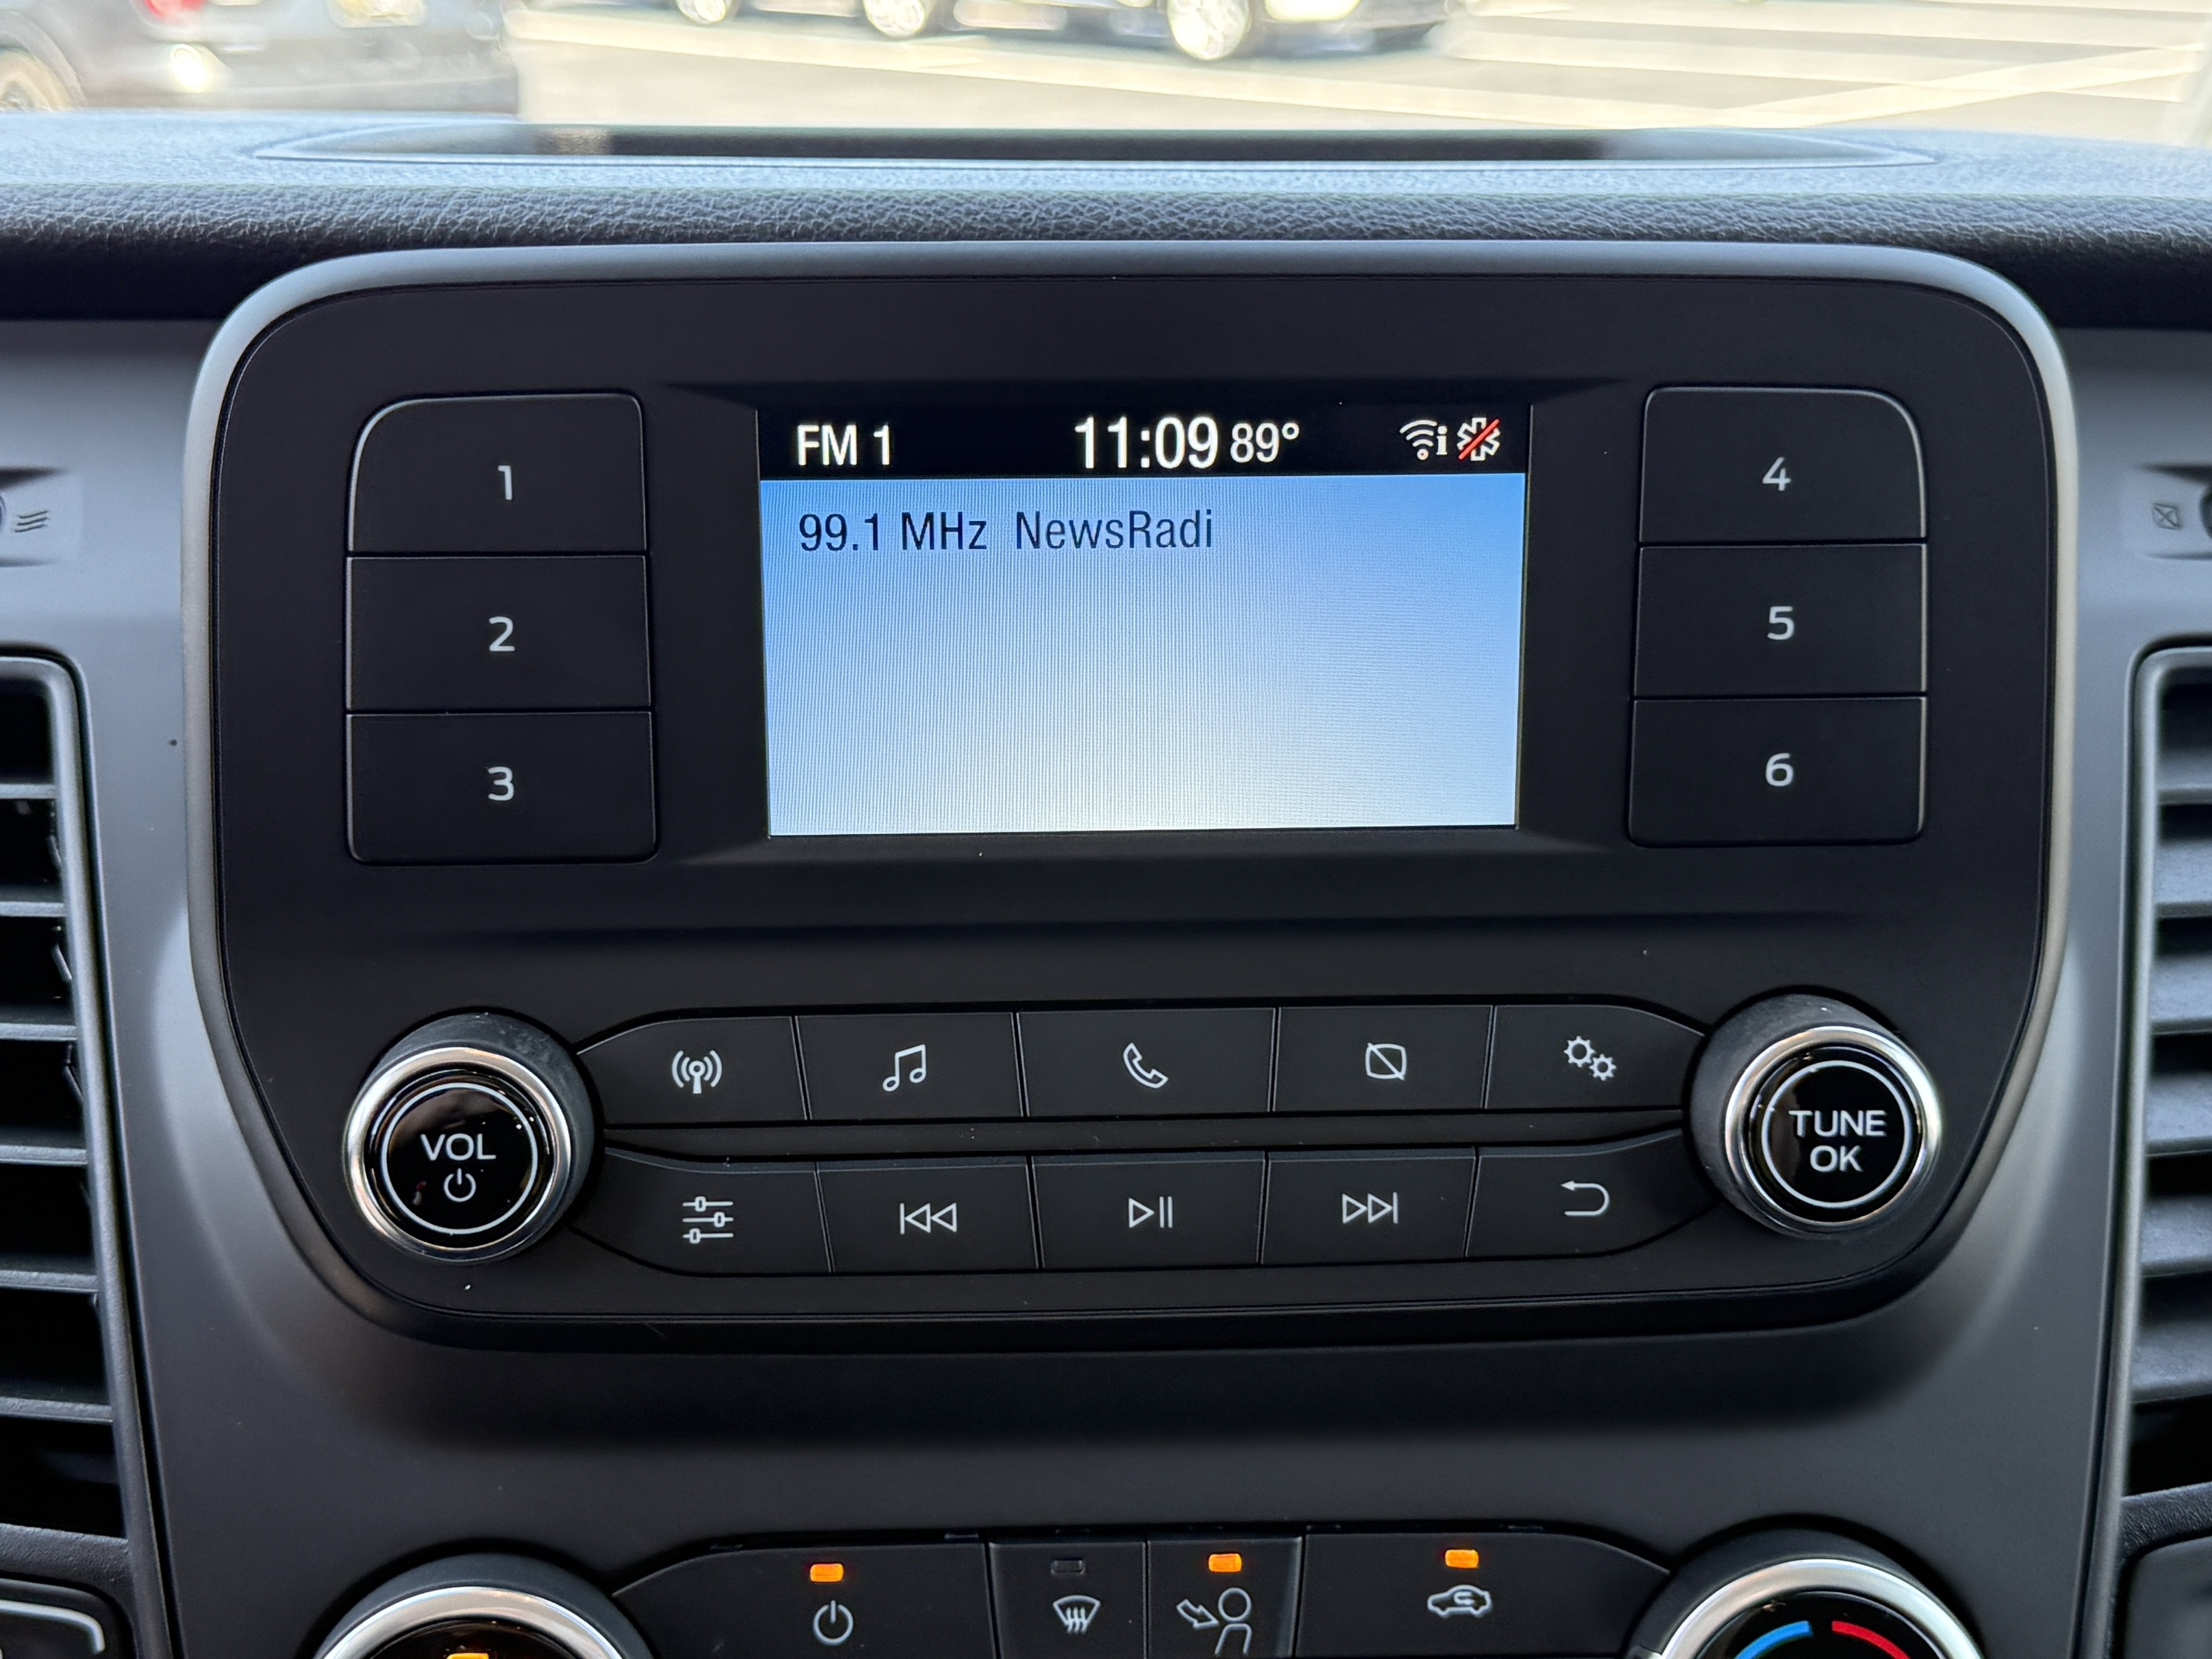 FM 1 11:09 89°
99.1 MHz NewsRadi
1
2
3
4
5
6
VOL
TUNE
OK